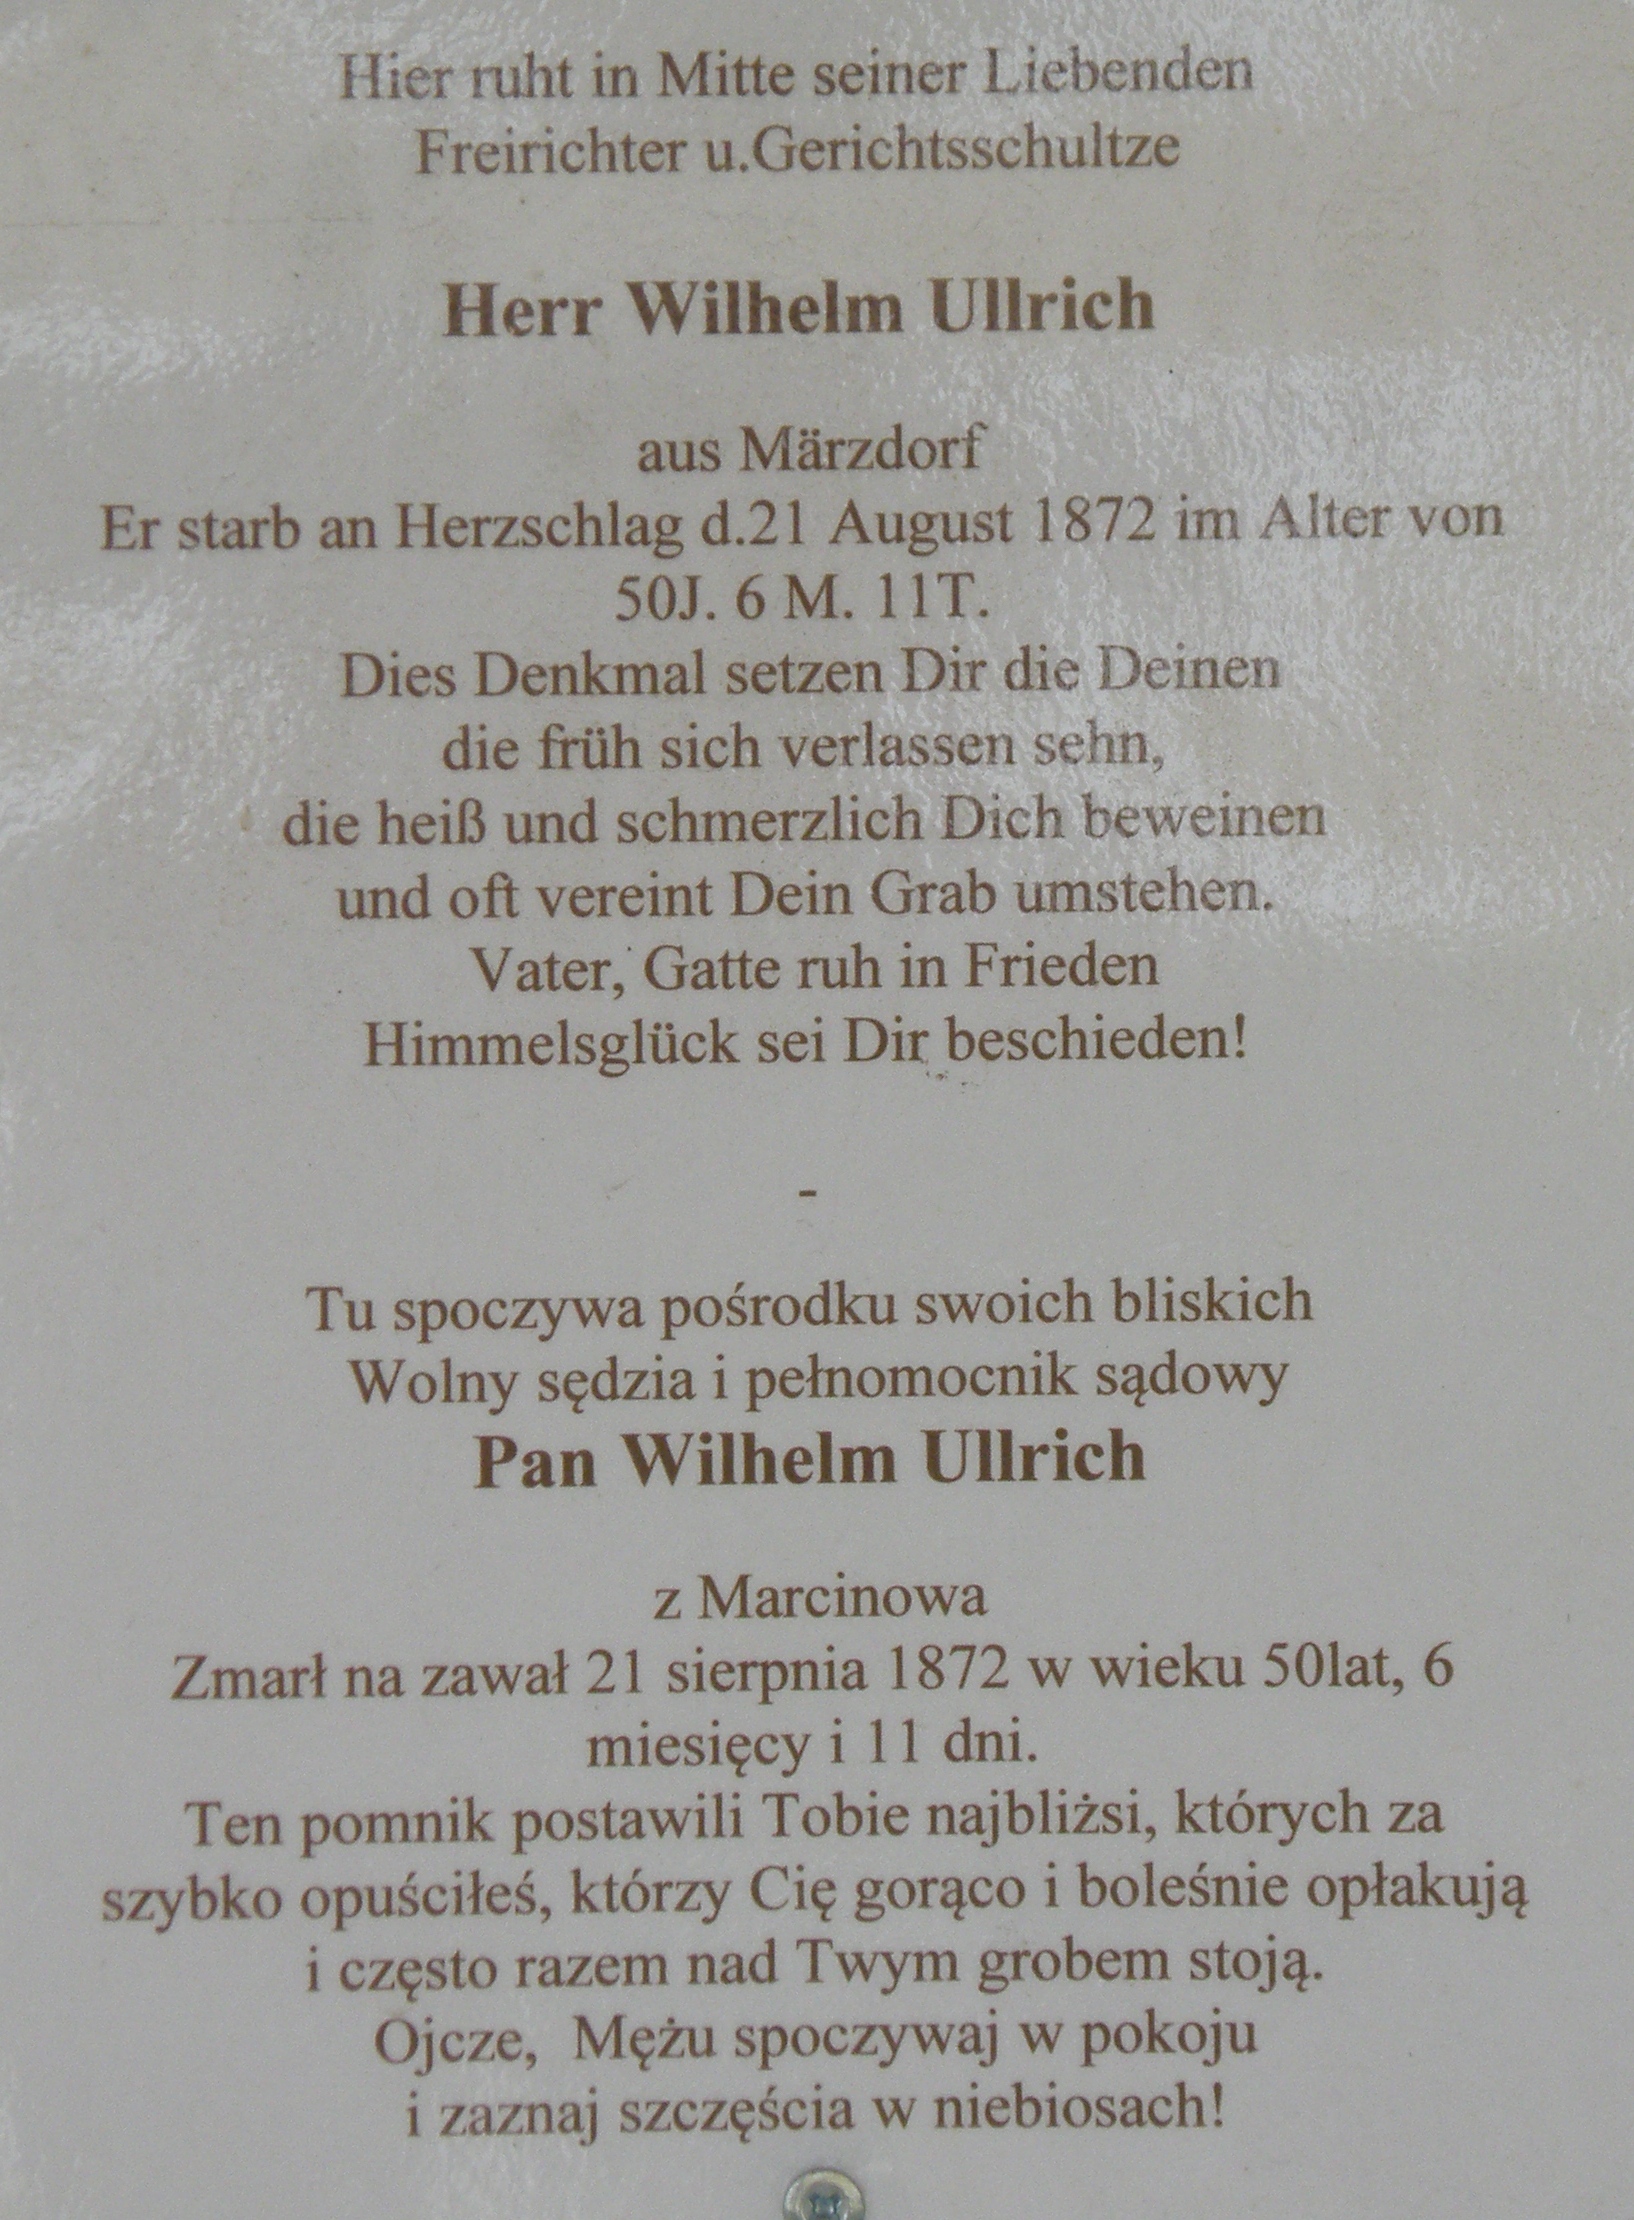 Hier ruht in Mitte seiner Liebenden
Freirichter u.Gerichtsschultze
Herr Wilhelm Ullrich
aus Märzdorf
Er starb an Herzschlag d.21 August 1872 im Alter von
50J. 6 M. 11T.
Dies Denkmal setzen Dir die Deinen
die früh sich verlassen sehn,
die heiß und schmerzlich Dich beweinen
und oft vereint Dein Grab umstehen.
Vater, Gatte ruh in Frieden
Himmelsglück sei Dir beschieden!
-
Tu spoczywa pośrodku swoich bliskich
Wolny sędzia i pełnomocnik sądowy
Pan Wilhelm Ullrich
z Marcinowa
Zmarł na zawał 21 sierpnia 1872 w wieku 50lat, 6
miesięcy i 11 dni.
Ten pomnik postawili Tobie najbliżsi, których za
szybko opuściłeś, którzy Cię gorąco i boleśnie opłakują
i często razem nad Twym grobem stoją.
Ojcze, Mężu spoczywaj w pokoju
i zaznaj szczęścia w niebiosach!